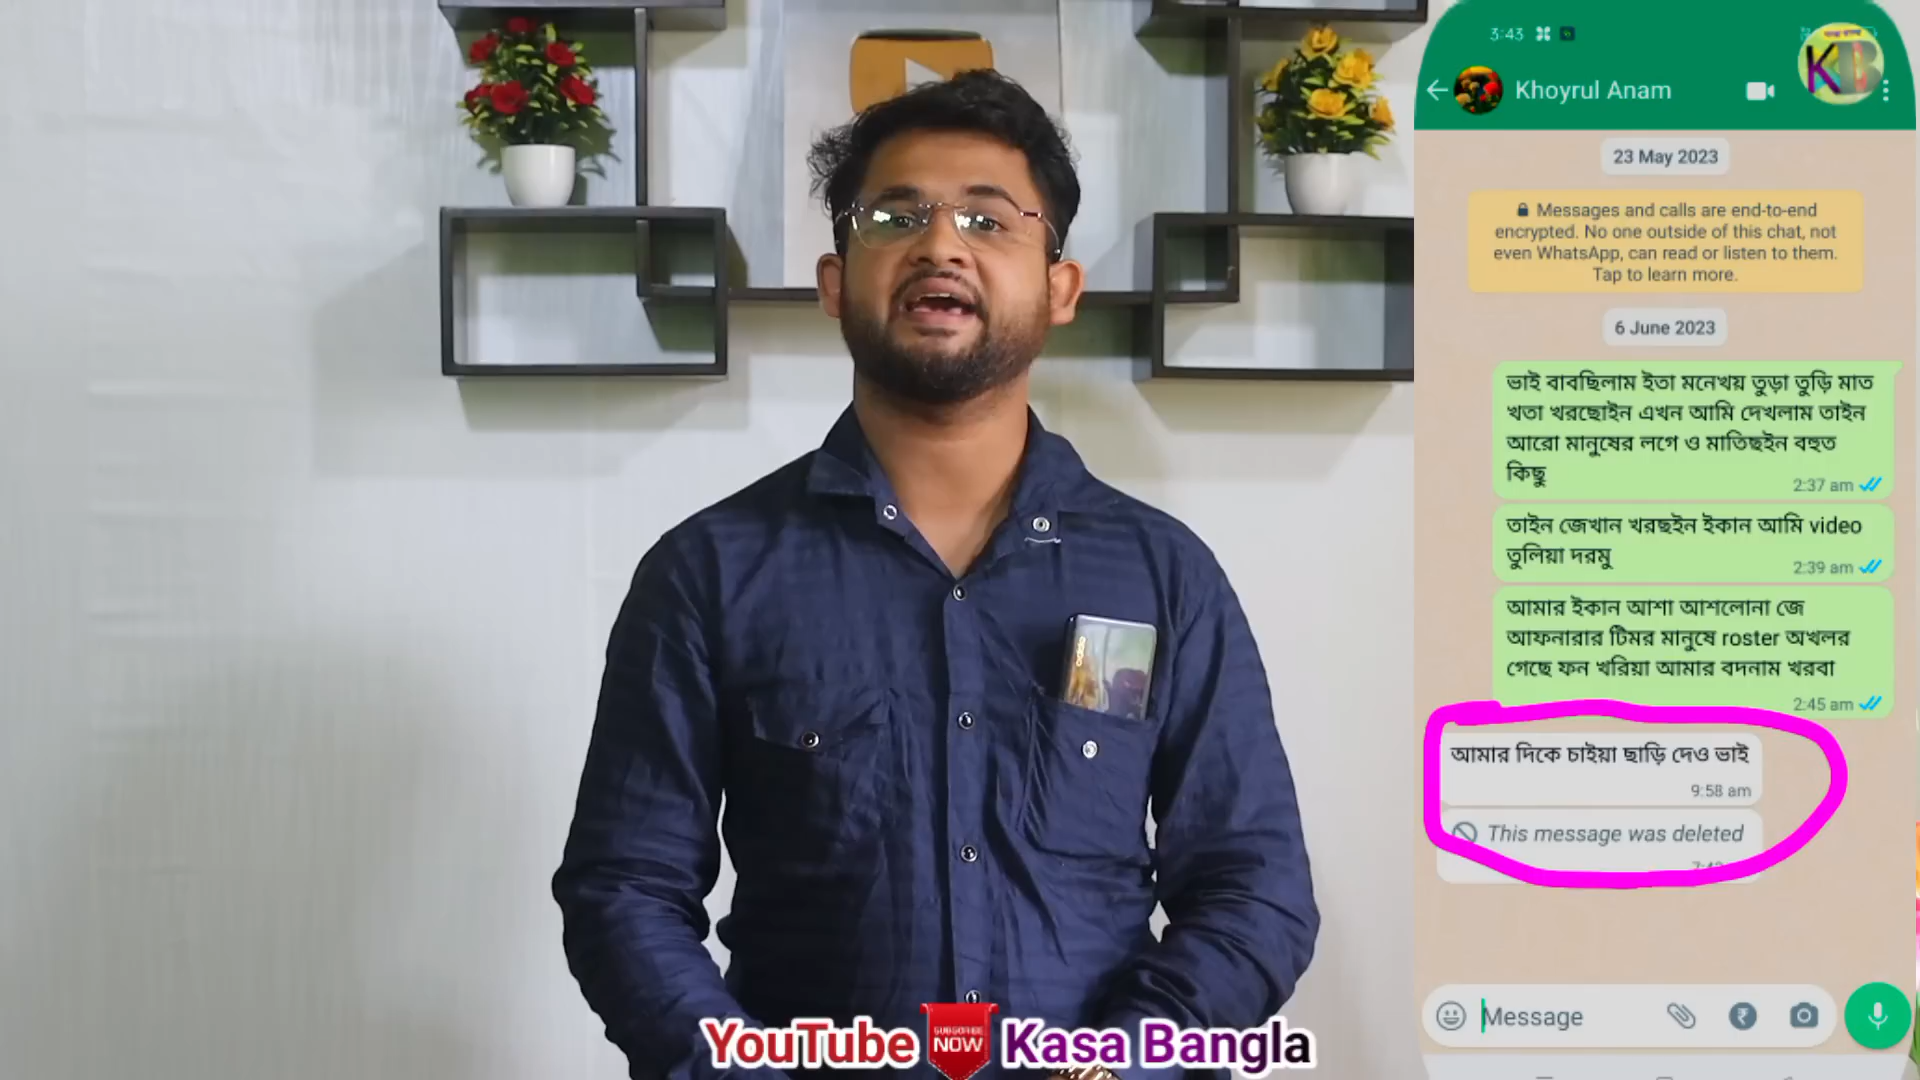 3:43
KB
Khoyrul Anam
23 May 2023
Messages and calls are end-to-end
encrypted. No one outside of this chat, not
even WhatsApp, can read or listen to them.
Tap to learn more.
6 June 2023
ভাই বাবছিলাম ইতা মনেখয় তুড়া তুড়ি মাত
খতা খরছোইন এখন আমি দেখলাম তাইন
আরো মানুষের লগে ও মাতিছইন বহুত
কিছু
2:37 am
তাইন জেখান খরছইন ইকান আমি video
তুলিয়া দরমু
2:39 am
আমার ইকান আশা আশলোনা জে
আফনারার টিমর মানুষে roster অখলর
গেছে ফন খরিয়া আমার বদনাম খরবা
2:45 am
আমার দিকে চাইয়া ছাড়ি দেও ভাই
9:58 am
This message was deleted
Message
oppo
YouTube SUBSCRIBE NOW Kasa Bangla